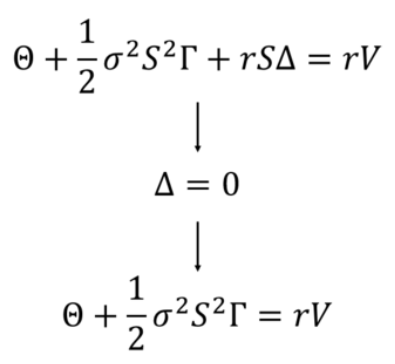 Θ + 1/2 σ²S²Γ + rSΔ = rV
↓
Δ = 0
↓
Θ + 1/2 σ²S²Γ = rV